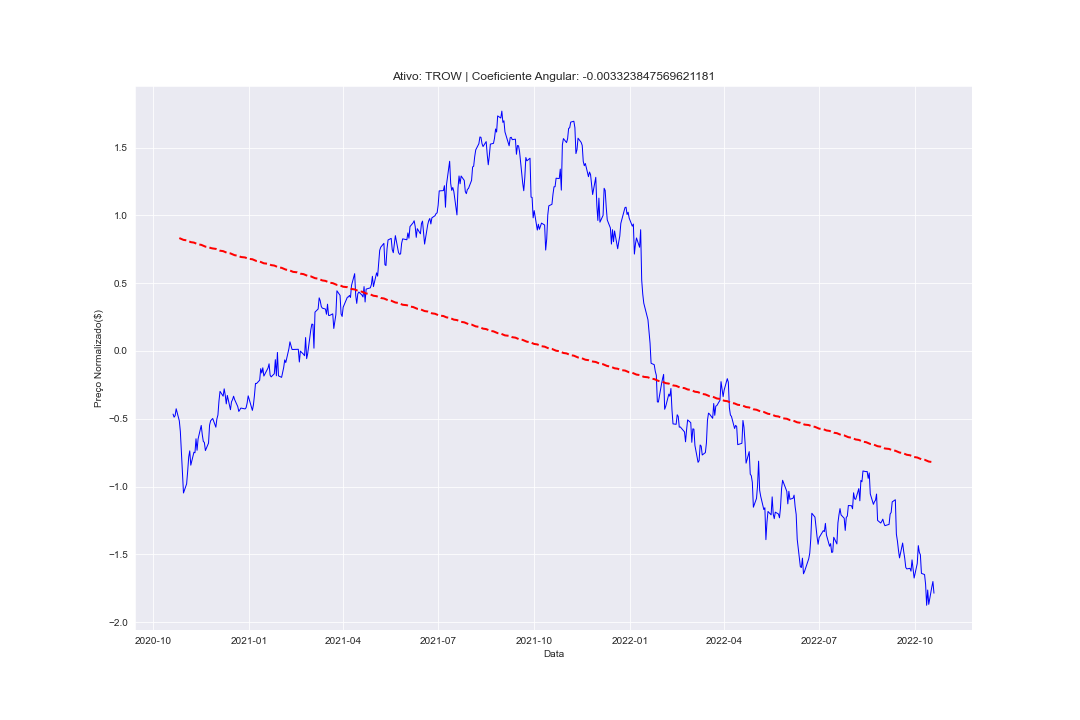 Ativo: TROW | Coeficiente Angular: -0.003323847569621181
1.5
1.0
0.5
0.0
−0.5
−1.0
−1.5
−2.0
Preço Normalizado($)
2020-10 2021-01 2021-04 2021-07 2021-10 2022-01 2022-04 2022-07 2022-10
Data